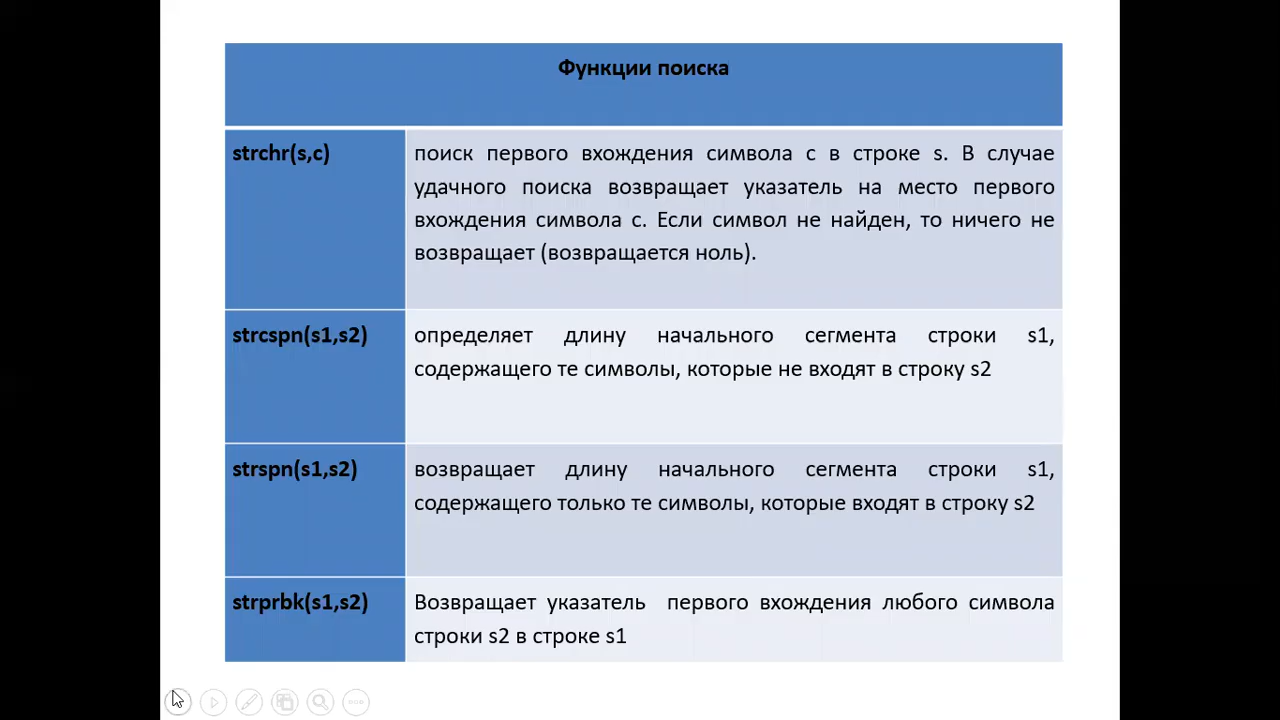 Функции поиска
strchr(s,c)
поиск первого вхождения символа с в строке s. В случае
удачного поиска возвращает указатель на место первого
вхождения символа с. Если символ не найден, то ничего не
возвращает (возвращается ноль).
strcspn(s1,s2)
определяет длину начального сегмента строки s1,
содержащего те символы, которые не входят в строку s2
strspn(s1,s2)
возвращает длину начального сегмента строки s1,
содержащего только те символы, которые входят в строку s2
strprbk(s1,s2)
Возвращает указатель первого вхождения любого символа
строки s2 в строке s1